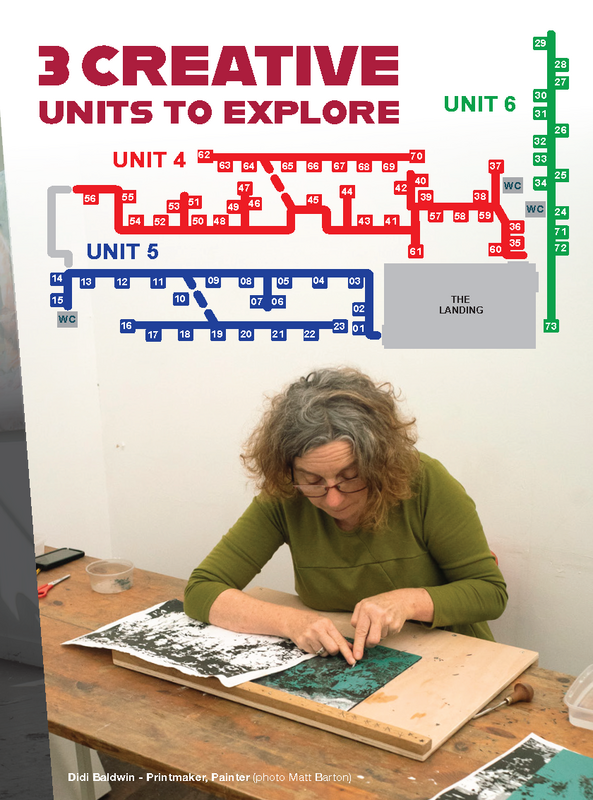 3 CREATIVE
UNITS TO EXPLORE
UNIT 6
29
28
27
30
31
26
32
33
25
34
24
71
72
73
UNIT 4
62
63 64 65 66 67 68 69
70
56
55
54 52
53
51
50 48
49
47
46
45
44
43 41
42
40
39
61
57 58 59
38
37
WC
WC
36
35
60
UNIT 5
14
15
WC
13 12 11
10
09 08
07 06
05 04 03
02
01
16
17 18 19 20 21 22
23
THE
LANDING
Didi Baldwin - Printmaker, Painter (photo Matt Barton)